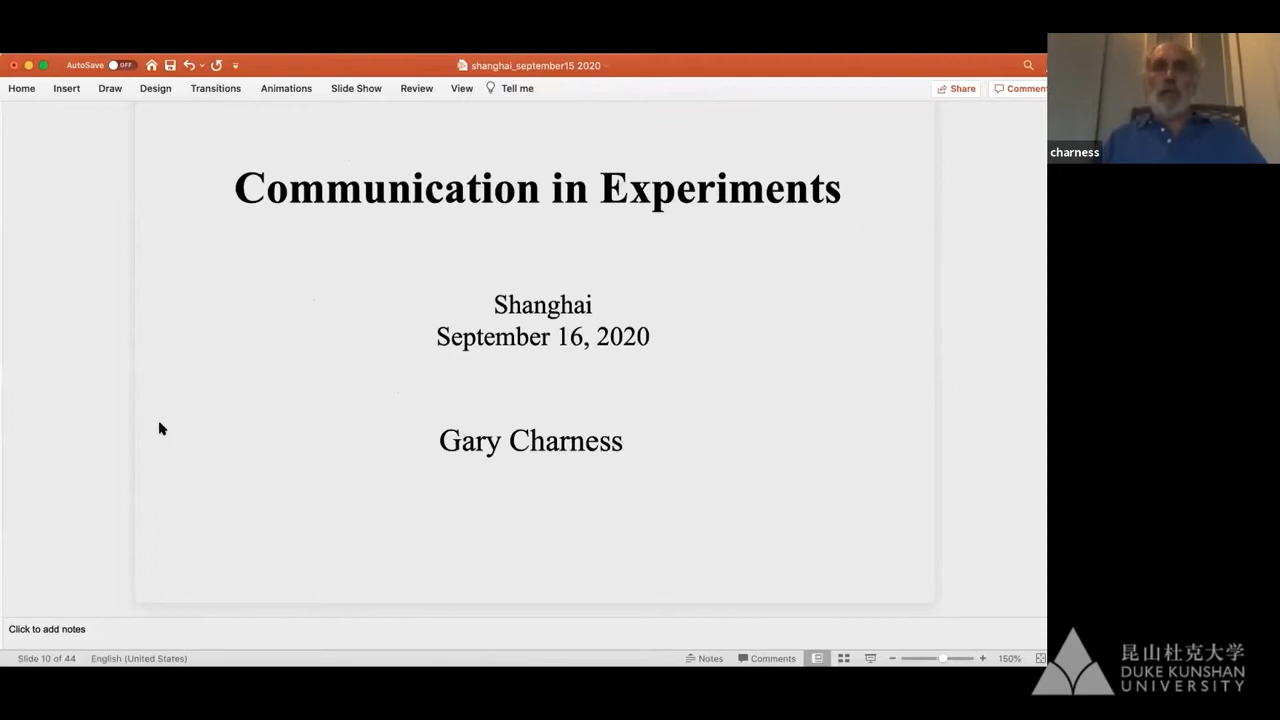 AutoSave OFF
shanghai_september15 2020
Home Insert Draw Design Transitions Animations Slide Show Review View Tell me
Share Comment
charness
Communication in Experiments
Shanghai
September 16, 2020
Gary Charness
Click to add notes
Slide 10 of 44 English (United States)
Notes Comments 150%
昆山杜克大学
DUKE KUNSHAN
UNIVERSITY